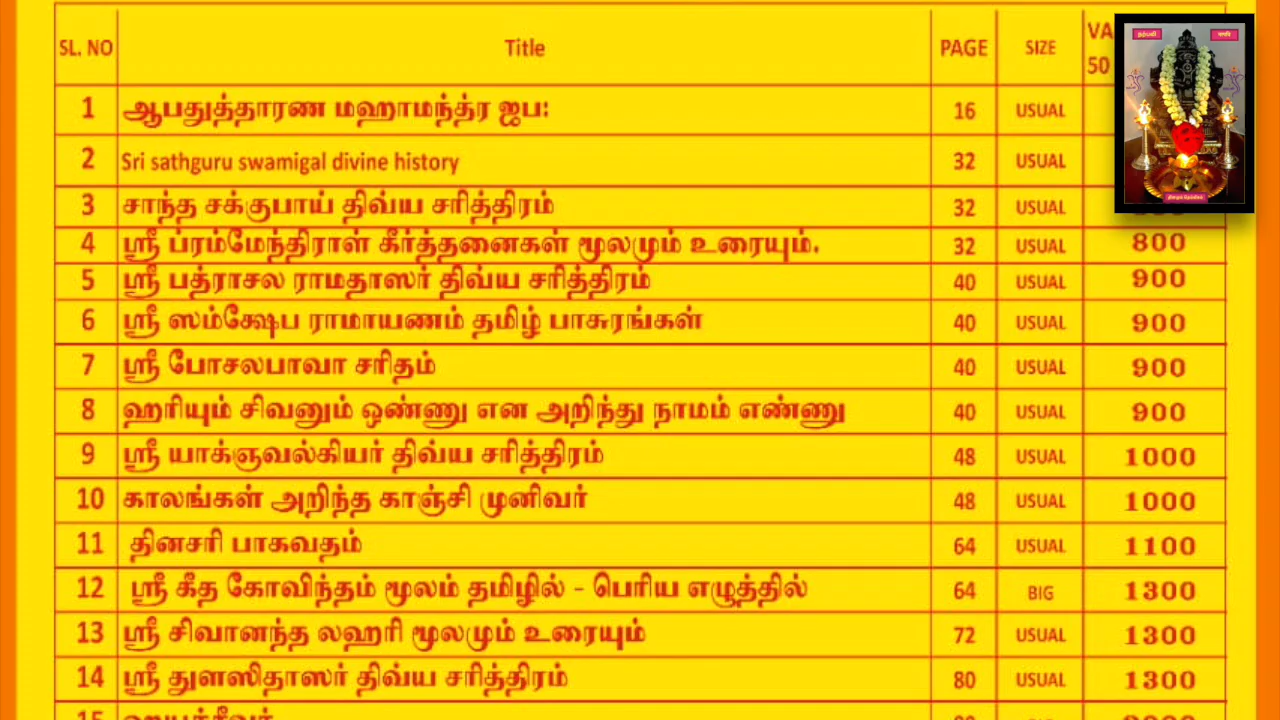 SL. NO Title PAGE SIZE VA
50
1 ஆபதுத்தாரண மஹாமந்த்ர ஜப: 16 USUAL
2 Sri sathguru swamigal divine history 32 USUAL
3 சாந்த சக்குபாய் திவ்ய சரித்திரம் 32 USUAL
4 ஸ்ரீ ப்ரம்மேந்திராள் கீர்த்தனைகள் மூலமும் உரையும். 32 USUAL 800
5 ஸ்ரீ பத்ராசல ராமதாஸர் திவ்ய சரித்திரம் 40 USUAL 900
6 ஸ்ரீ ஸம்க்ஷேப ராமாயணம் தமிழ் பாசுரங்கள் 40 USUAL 900
7 ஸ்ரீ போசலபாவா சரிதம் 40 USUAL 900
8 ஹரியும் சிவனும் ஒண்ணு என அறிந்து நாமம் எண்ணு 40 USUAL 900
9 ஸ்ரீ யாக்ஞவல்கியர் திவ்ய சரித்திரம் 48 USUAL 1000
10 காலங்கள் அறிந்த காஞ்சி முனிவர் 48 USUAL 1000
11 தினசரி பாகவதம் 64 USUAL 1100
12 ஸ்ரீ கீத கோவிந்தம் மூலம் தமிழில் - பெரிய எழுத்தில் 64 BIG 1300
13 ஸ்ரீ சிவானந்த லஹரி மூலமும் உரையும் 72 USUAL 1300
14 ஸ்ரீ துளஸிதாஸர் திவ்ய சரித்திரம் 80 USUAL 1300